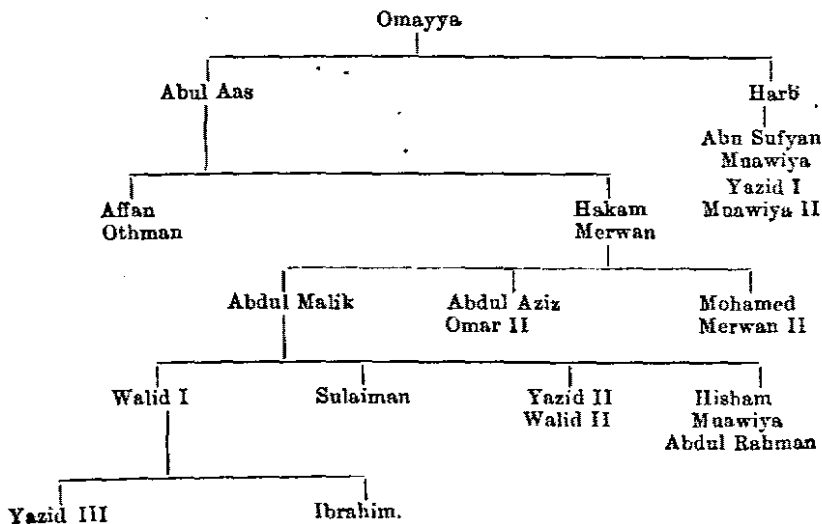 Omayya
Abul Aas
Harb
Abu Sufyan
Muawiya
Yazid I
Muawiya II
Affan
Othman
Hakam
Merwan
Abdul Malik
Abdul Aziz
Omar II
Mohamed
Merwan II
Walid I
Sulaiman
Yazid II
Walid II
Hisham
Muawiya
Abdul Rahman
Yazid III
Ibrahim.